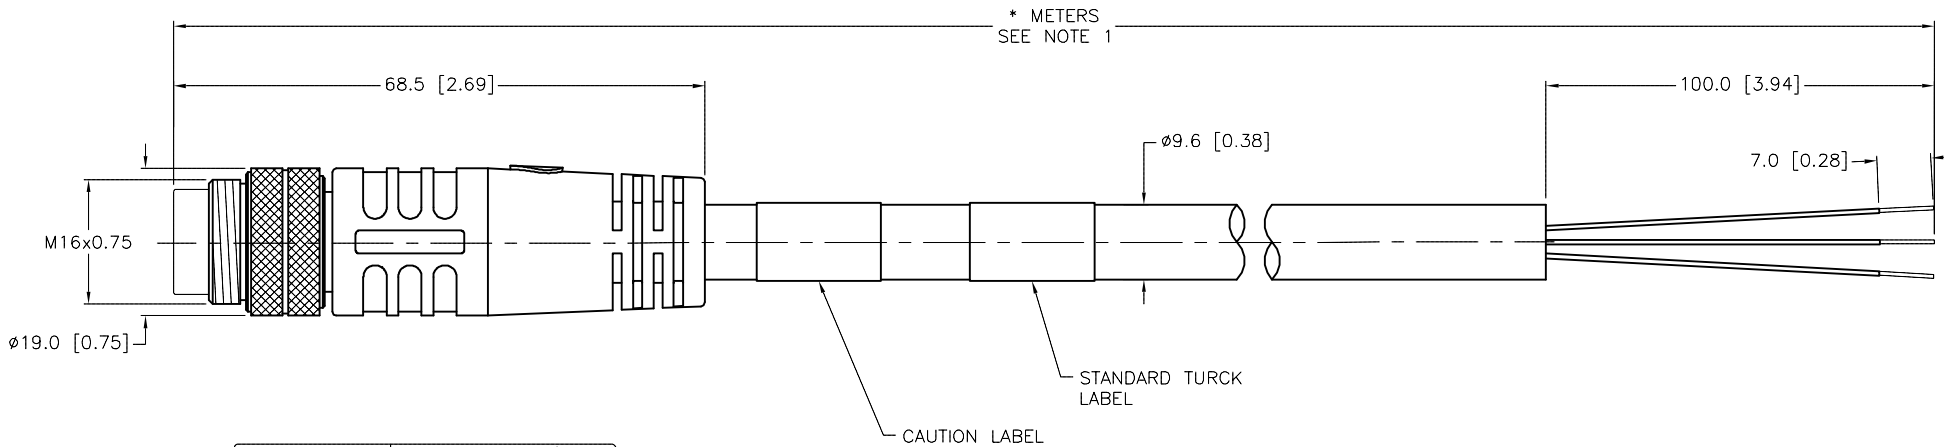 * METERS
SEE NOTE 1
68.5 [2.69]
100.0 [3.94]
ø9.6 [0.38]
7.0 [0.28]
M16x0.75
ø19.0 [0.75]
STANDARD TURCK
LABEL
CAUTION LABEL